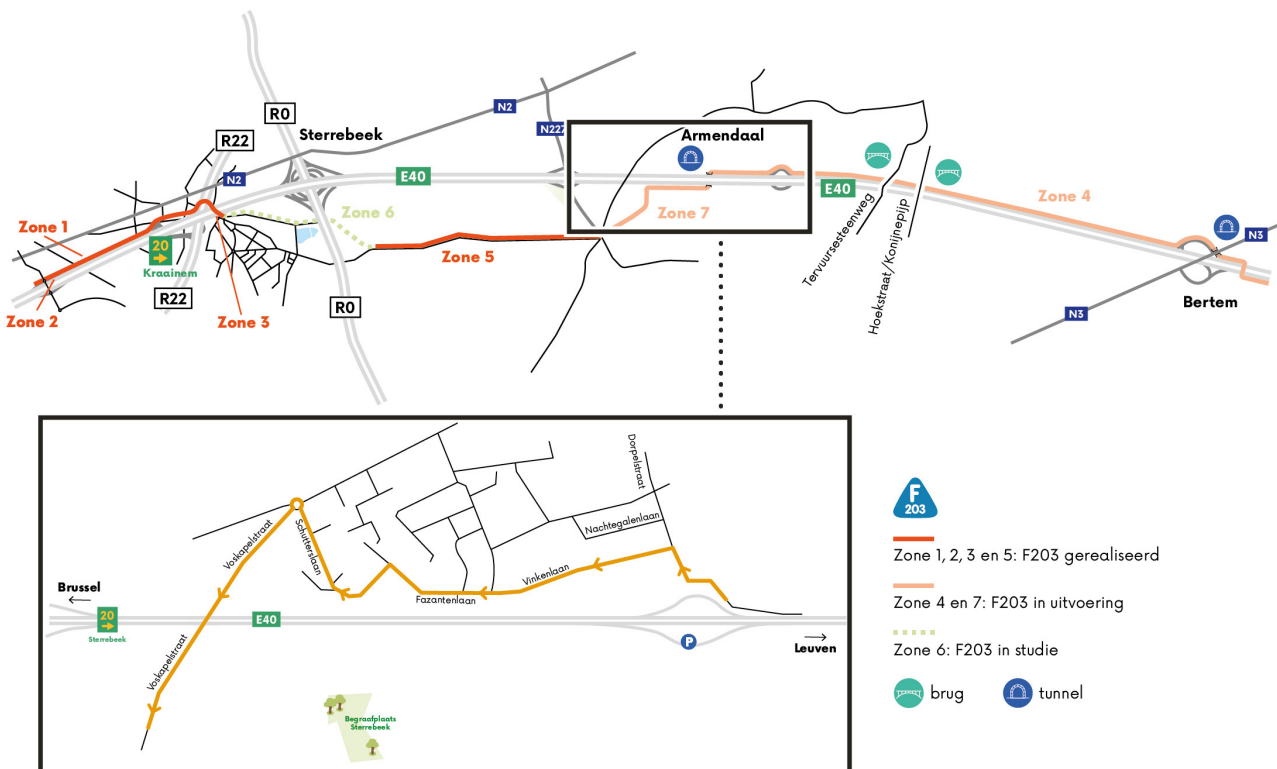 R0
N2
R22
Sterrebeek
N227
Armendaal
N2
E40
E40
Zone 6
Zone 7
Zone 4
Zone 1
20
Kraainem
Zone 5
Tervuursesteenweg
Hoekstraat/Konijnepijp
N3
R22
R0
Zone 2
Zone 3
Bertem
N3
Dorpelstraat
Voskapelstraat
Schutterslaan
Nachtegalenlaan
Vinkenlaan
Fazantenlaan
Brussel
20
Sterrebeek
E40
P
Leuven
Voskapelstraat
Begraafplaats
Sterrebeek
F
203
Zone 1, 2, 3 en 5: F203 gerealiseerd
Zone 4 en 7: F203 in uitvoering
Zone 6: F203 in studie
brug
tunnel